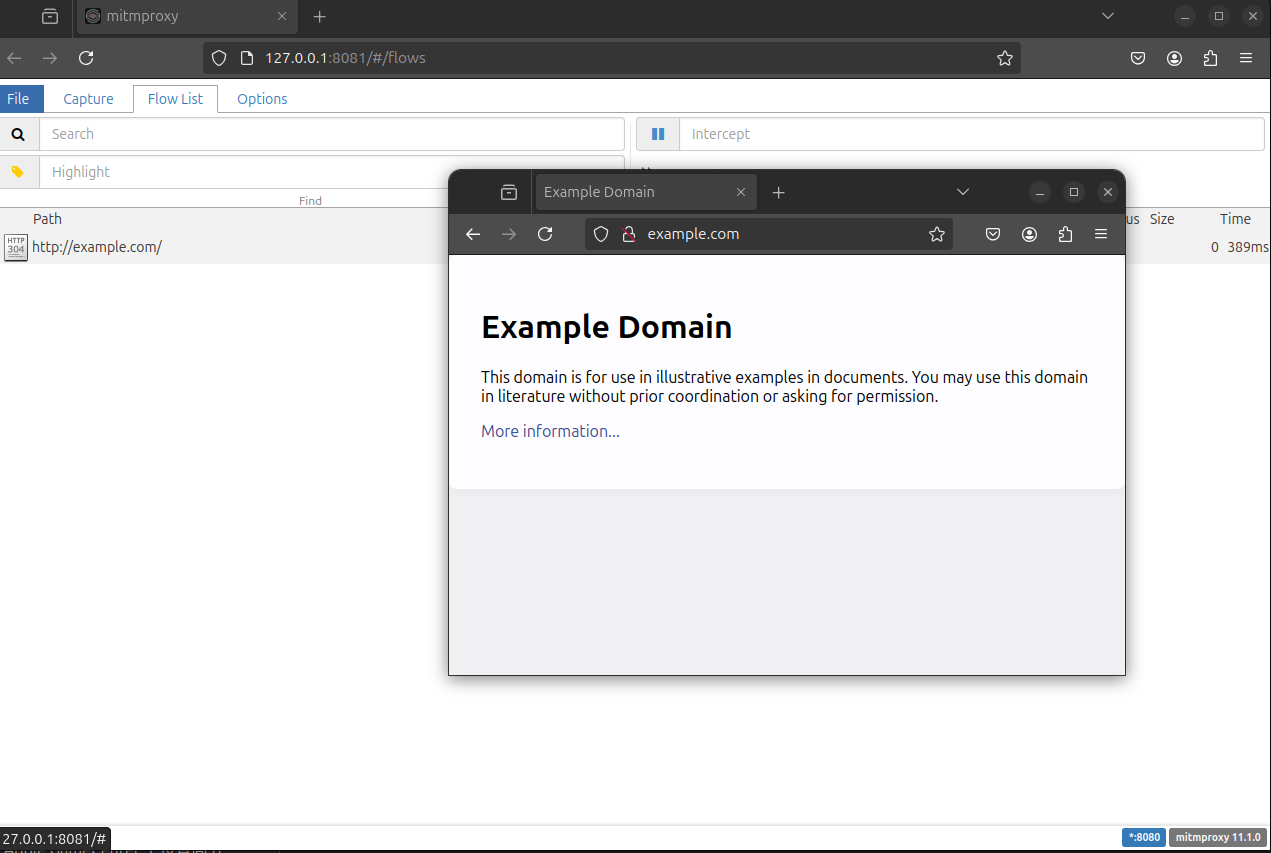 mitmproxy
127.0.0.1:8081/#/flows
File Capture Flow List Options
Search
Intercept
Highlight
Find
Path
us Size Time
HTTP
304
http://example.com/
0 389ms
Example Domain
example.com
Example Domain
This domain is for use in illustrative examples in documents. You may use this domain
in literature without prior coordination or asking for permission.
More information...
27.0.0.1:8081/#
*:8080
mitmproxy 11.1.0